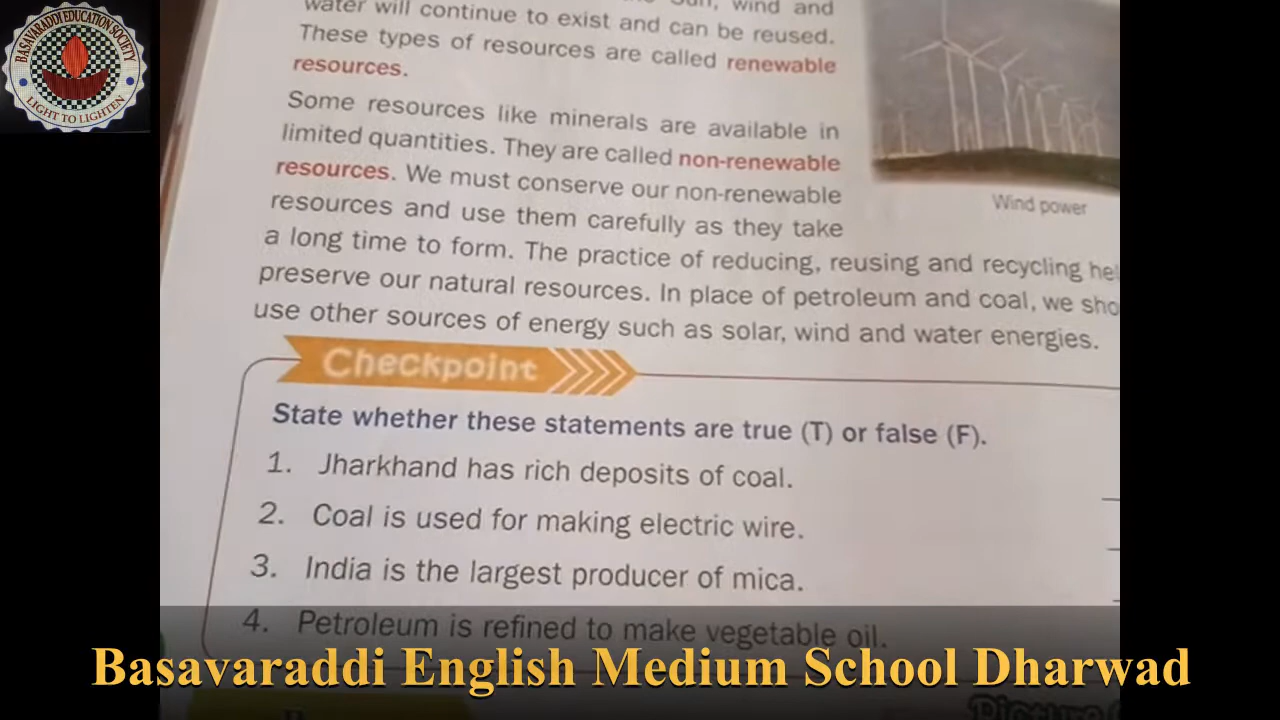 BASAVARADDI EDUCATION SOCIETY
LIGHT TO LIGHTEN
Sun, wind and
water will continue to exist and can be reused.
These types of resources are called renewable
resources.
Some resources like minerals are available in
limited quantities. They are called non-renewable
resources. We must conserve our non-renewable
resources and use them carefully as they take
a long time to form. The practice of reducing, reusing and recycling hel
preserve our natural resources. In place of petroleum and coal, we sho
use other sources of energy such as solar, wind and water energies.
Wind power
Checkpoint
State whether these statements are true (T) or false (F).
1. Jharkhand has rich deposits of coal.
2. Coal is used for making electric wire.
3. India is the largest producer of mica.
4. Petroleum is refined to make vegetable oil.
Basavaraddi English Medium School Dharwad